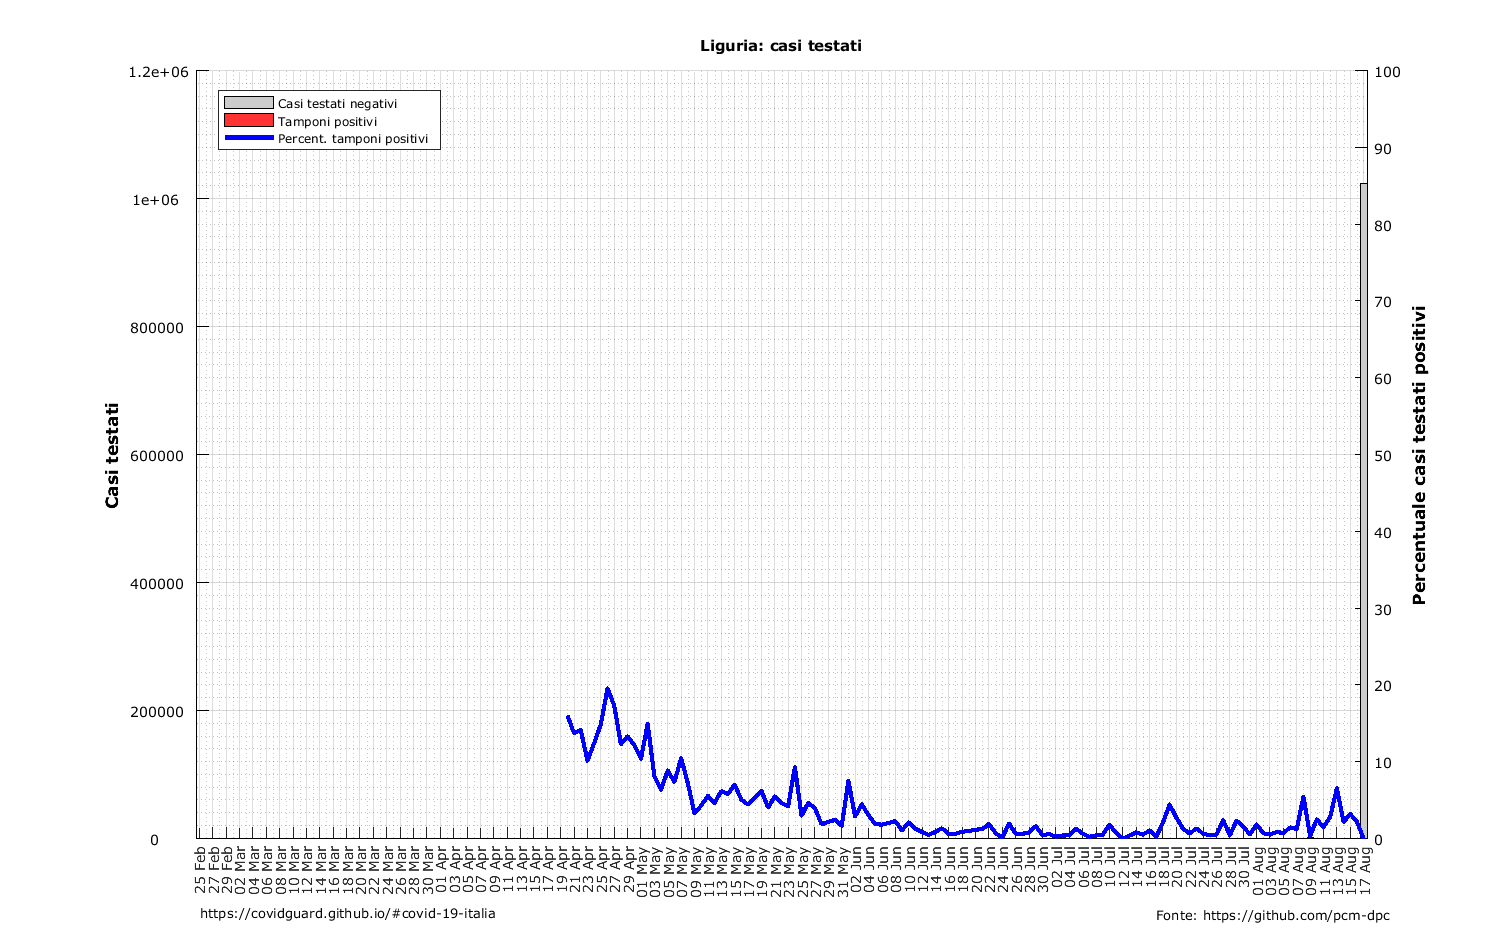 Liguria: casi testati
Casi testati negativi
Tamponi positivi
Percent. tamponi positivi
Casi testati
1.2e+06
1e+06
800000
600000
400000
200000
0
100
90
80
70
60
50
40
30
20
10
0
Percentuale casi testati positivi
25 Feb
27 Feb
29 Feb
02 Mar
04 Mar
06 Mar
08 Mar
10 Mar
12 Mar
14 Mar
16 Mar
18 Mar
20 Mar
22 Mar
24 Mar
26 Mar
28 Mar
30 Mar
01 Apr
03 Apr
05 Apr
07 Apr
09 Apr
11 Apr
13 Apr
15 Apr
17 Apr
19 Apr
21 Apr
23 Apr
25 Apr
27 Apr
29 Apr
01 May
03 May
05 May
07 May
09 May
11 May
13 May
15 May
17 May
19 May
21 May
23 May
25 May
27 May
29 May
31 May
02 Jun
04 Jun
06 Jun
08 Jun
10 Jun
12 Jun
14 Jun
16 Jun
18 Jun
20 Jun
22 Jun
24 Jun
26 Jun
28 Jun
30 Jun
02 Jul
04 Jul
06 Jul
08 Jul
10 Jul
12 Jul
14 Jul
16 Jul
18 Jul
20 Jul
22 Jul
24 Jul
26 Jul
28 Jul
30 Jul
01 Aug
03 Aug
05 Aug
07 Aug
09 Aug
11 Aug
13 Aug
15 Aug
17 Aug
https://covidguard.github.io/#covid-19-italia
Fonte: https://github.com/pcm-dpc